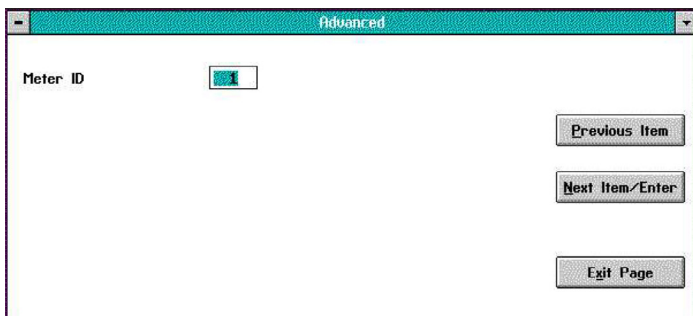 Advanced
Meter ID 1
Previous Item
Next Item/Enter
Exit Page